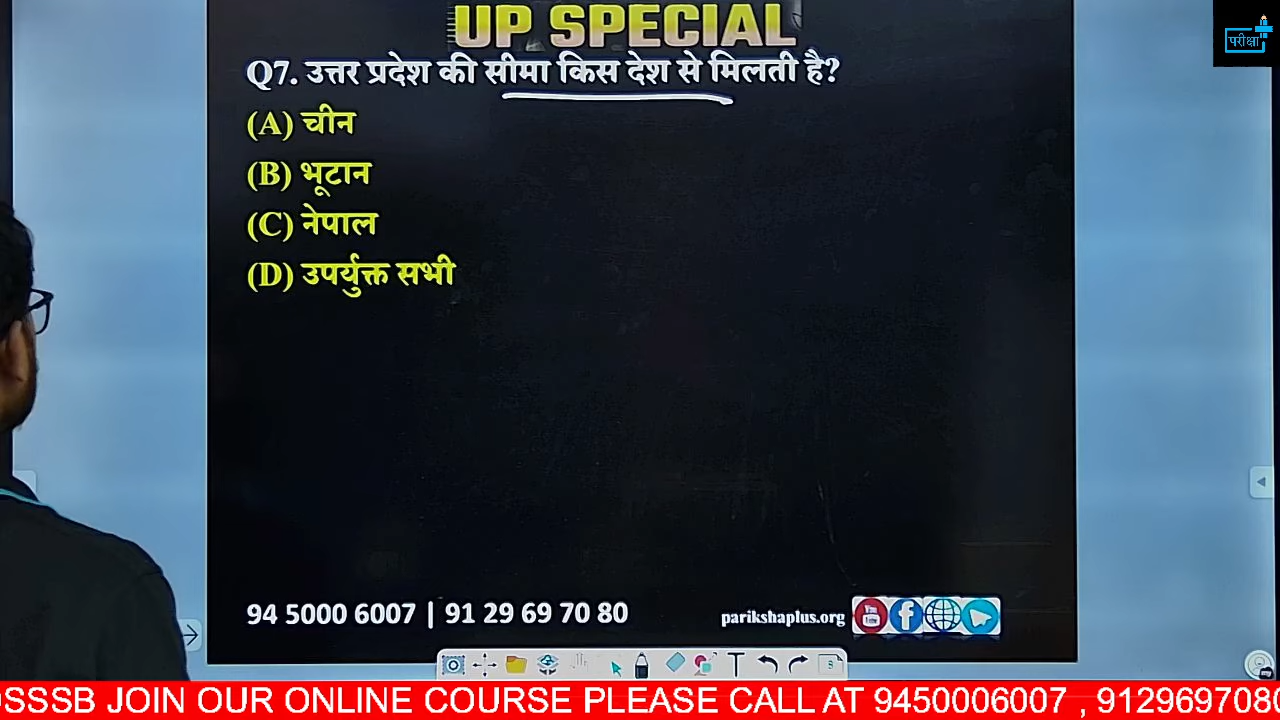 UP SPECIAL
परीक्षा
Q7. उत्तर प्रदेश की सीमा किस देश से मिलती है?
(A) चीन
(B) भूटान
(C) नेपाल
(D) उपर्युक्त सभी
94 5000 6007 | 91 29 69 70 80
parikshaplus.org
SSSB JOIN OUR ONLINE COURSE PLEASE CALL AT 9450006007 , 912969708